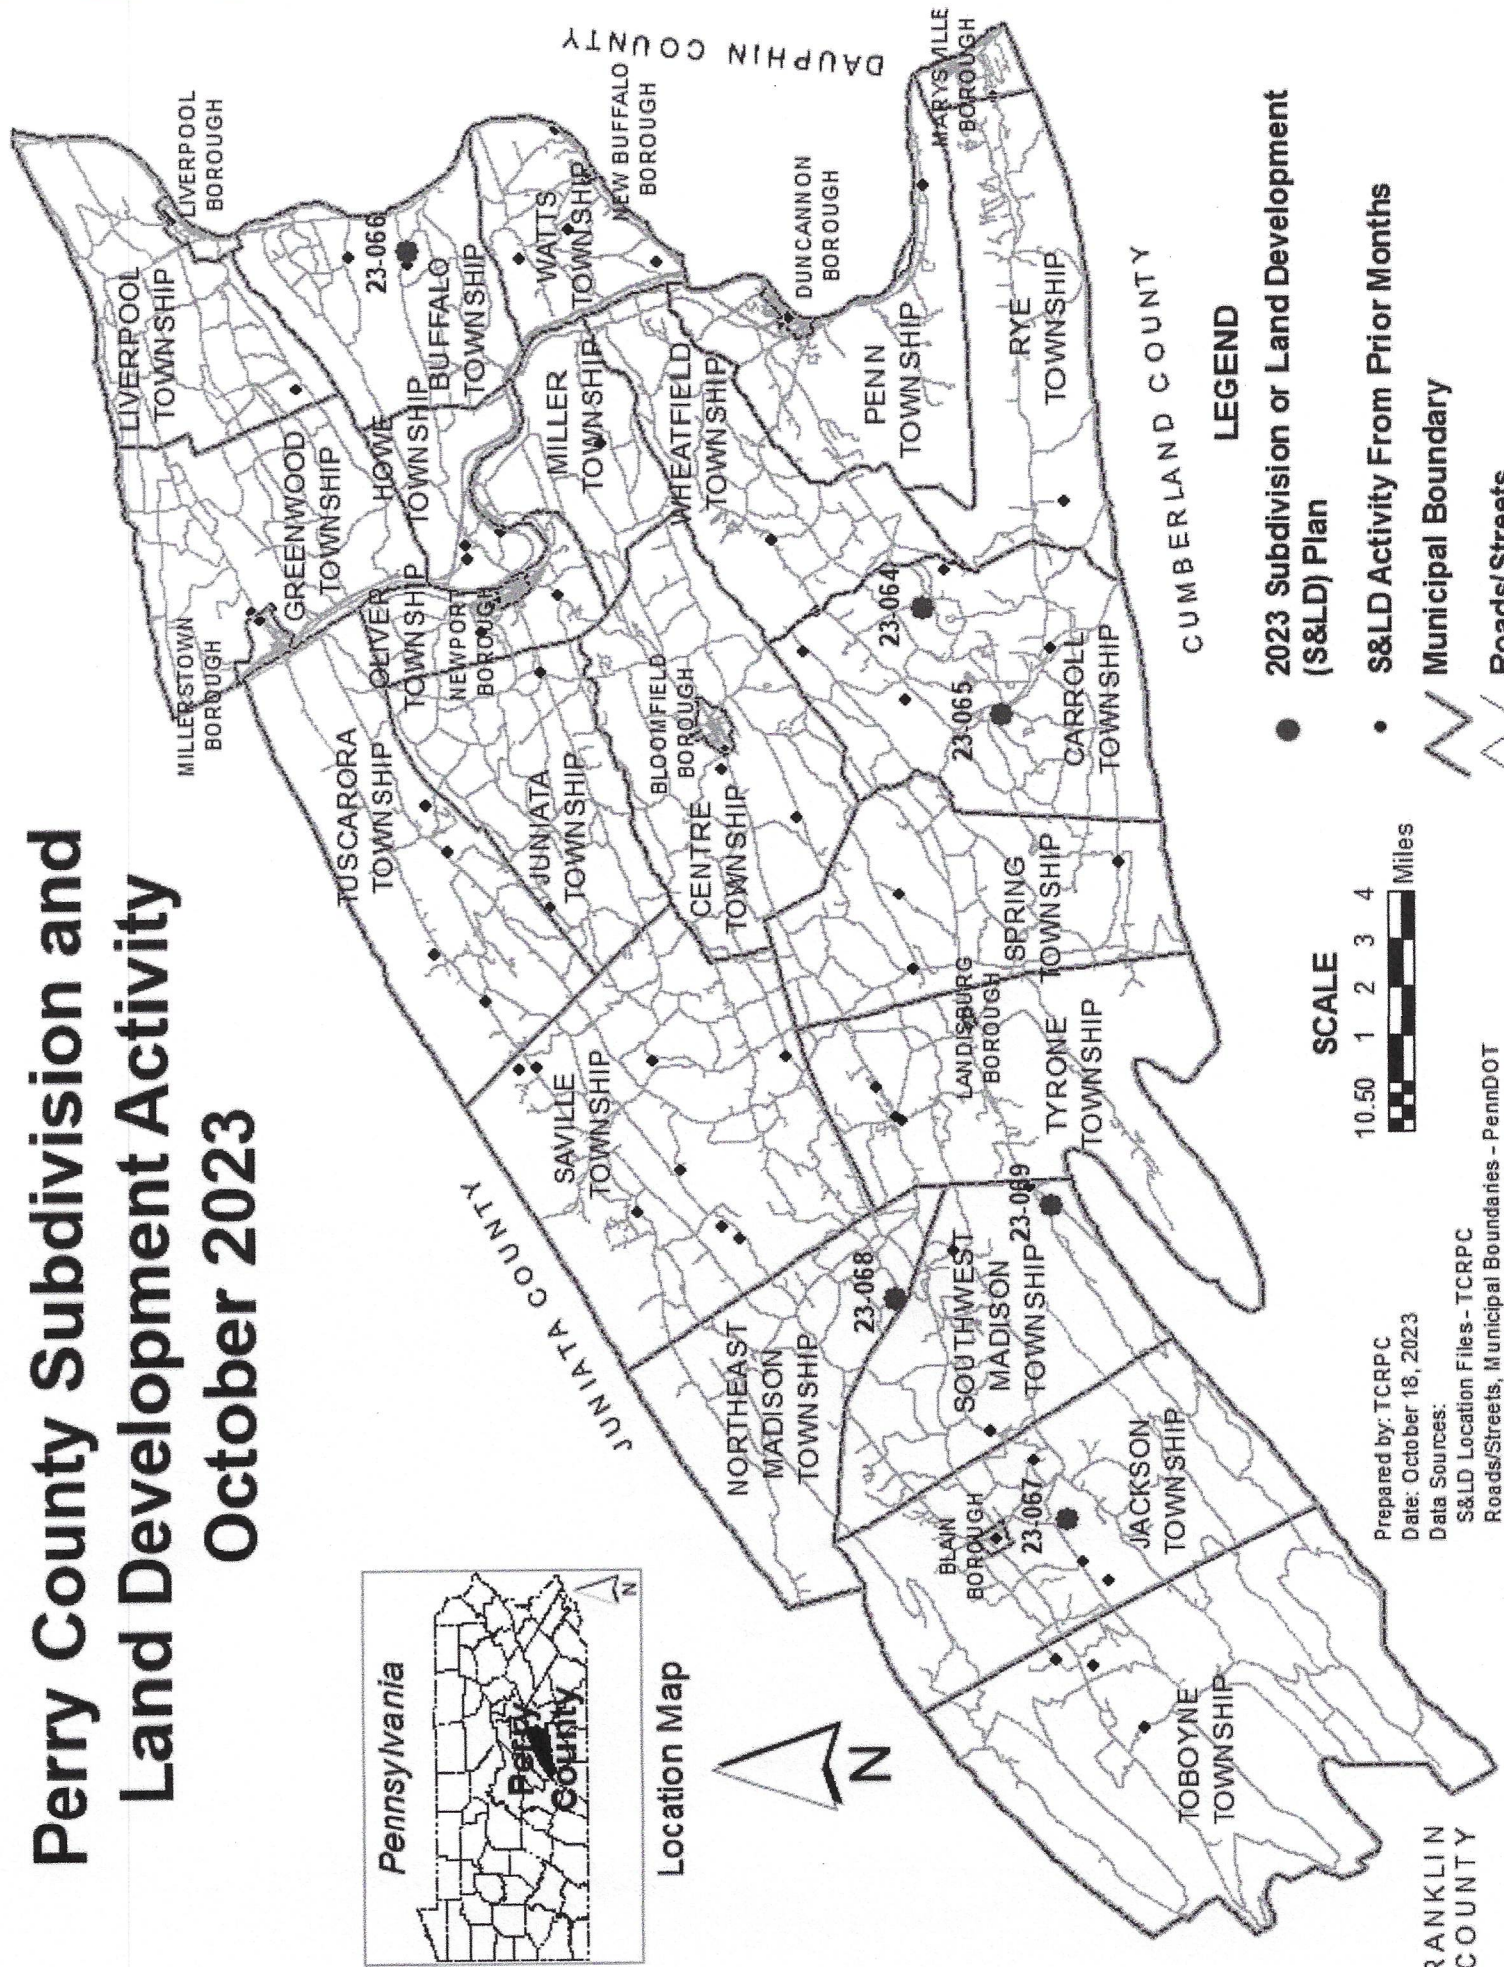 Perry County Subdivision and
Land Development Activity
October 2023
Pennsylvania
Perry
County
N
Location Map
N
JUNIATA COUNTY
DAUPHIN COUNTY
CUMBERLAND COUNTY
RANKLIN
COUNTY
LIVERPOOL
TOWNSHIP
LIVERPOOL
BOROUGH
MILLERSTOWN
BOROUGH
GREENWOOD
TOWNSHIP
HOWE
TOWNSHIP
23-066
BUFFALO
TOWNSHIP
WATTS
TOWNSHIP
NEW BUFFALO
BOROUGH
TUSCARORA
TOWNSHIP
OLIVER
TOWNSHIP
NEWPORT
BOROUGH
MILLER
TOWNSHIP
JUNIATA
TOWNSHIP
BLOOMFIELD
BOROUGH
WHEATFIELD
TOWNSHIP
DUNCANNON
BOROUGH
SAVILLE
TOWNSHIP
CENTRE
TOWNSHIP
PENN
TOWNSHIP
MARYSVILLE
BOROUGH
RYE
TOWNSHIP
23-064
23-065
CARROLL
TOWNSHIP
NORTHEAST
MADISON
TOWNSHIP
23-068
LANDISBURG
BOROUGH
SPRING
TOWNSHIP
TYRONE
TOWNSHIP
SOUTHWEST
MADISON
TOWNSHIP
23-069
BLAIN
BOROUGH
23-067
JACKSON
TOWNSHIP
TOBOYNE
TOWNSHIP
LEGEND
2023 Subdivision or Land Development
(S&LD) Plan
S&LD Activity From Prior Months
Municipal Boundary
Roads/Streets
SCALE
10.50 1 2 3 4
Miles
Prepared by: TCRPC
Date: October 18, 2023
Data Sources:
S&LD Location Files - TCRPC
Roads/Streets, Municipal Boundaries - PennDOT